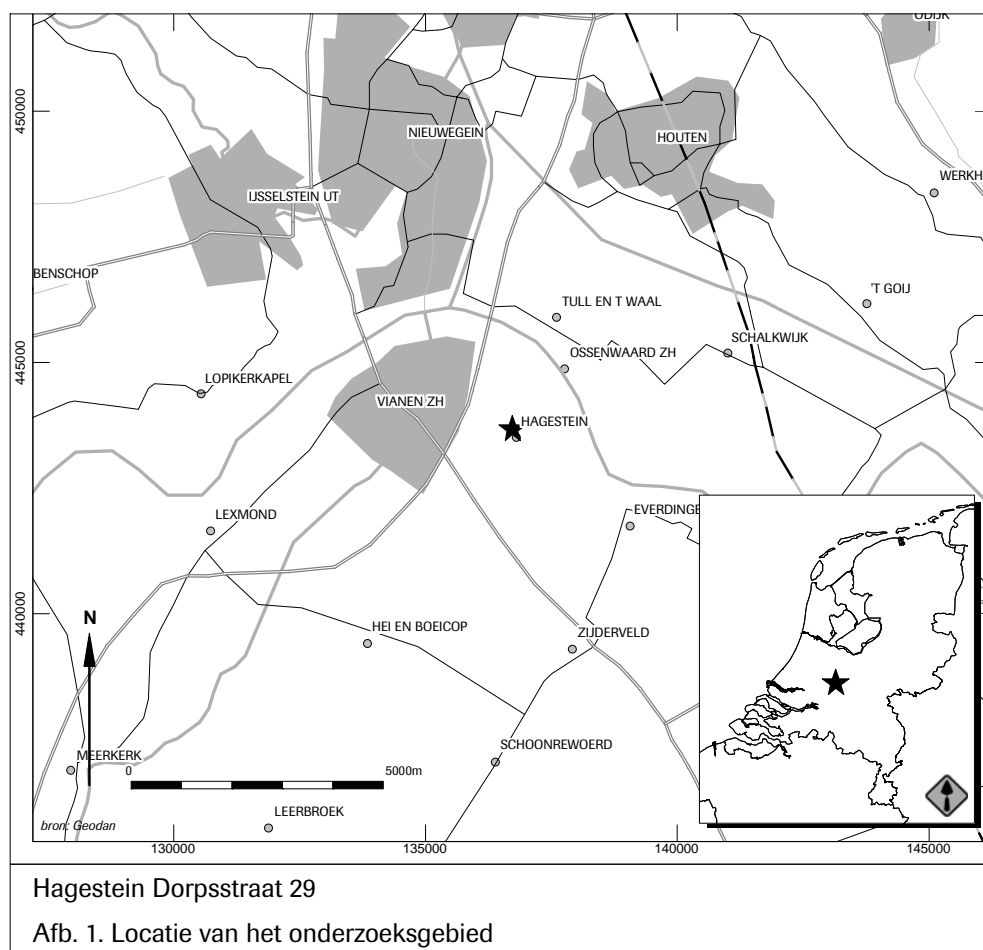 ODIJK
450000
NIEUWEGEIN
HOUTEN
WERKH
IJSSELSTEIN UT
BENSCHOP
'T GOIJ
TULL EN T WAAL
SCHALKWIJK
445000
OSSENWAARD ZH
LOPIKERKAPEL
VIANEN ZH
HAGESTEIN
LEXMOND
EVERDINGE
440000
N
HEI EN BOEICOP
ZIJDERVELD
SCHOONREWOERD
MEERKERK
0
5000m
LEERBROEK
bron: Geodan
130000
135000
140000
145000
Hagestein Dorpsstraat 29
Afb. 1. Locatie van het onderzoeksgebied